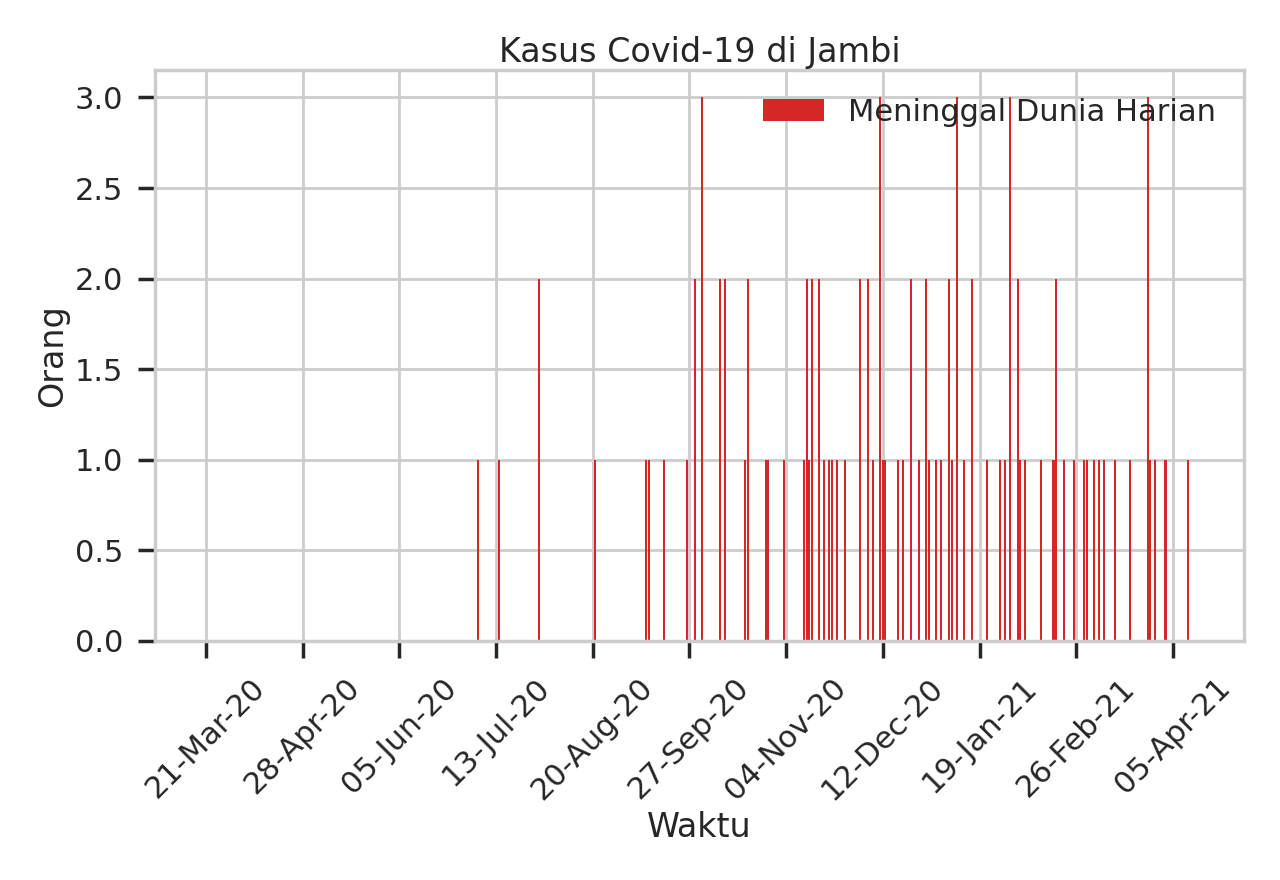 Kasus Covid-19 di Jambi
Meninggal Dunia Harian
Orang
3.0
2.5
2.0
1.5
1.0
0.5
0.0
21-Mar-20
28-Apr-20
05-Jun-20
13-Jul-20
20-Aug-20
27-Sep-20
04-Nov-20
12-Dec-20
19-Jan-21
26-Feb-21
05-Apr-21
Waktu